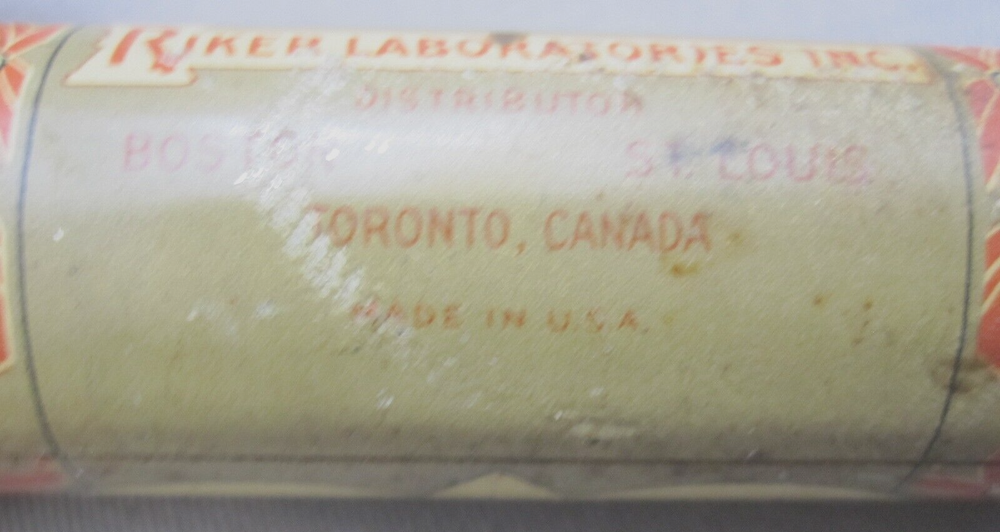 RIKER LABORATORIES INC.
DISTRIBUTOR
BOSTON ST. LOUIS
TORONTO, CANADA
MADE IN U.S.A.